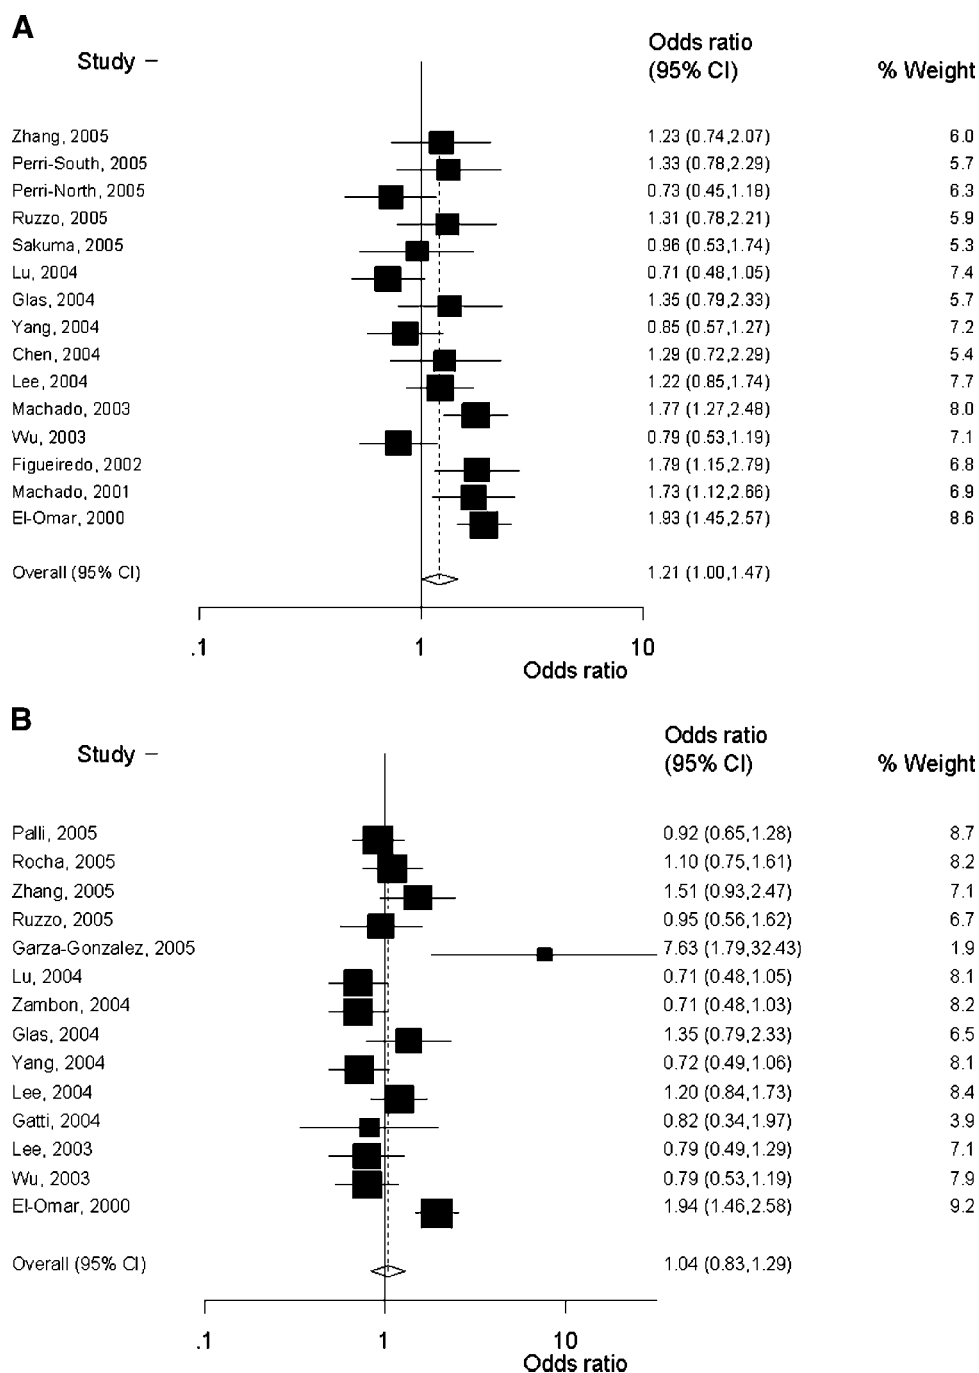 A
Study –
Odds ratio
(95% CI)
% Weight
Zhang, 2005 1.23 (0.74,2.07) 6.0
Perri-South, 2005 1.33 (0.78,2.29) 5.7
Perri-North, 2005 0.73 (0.45,1.18) 6.3
Ruzzo, 2005 1.31 (0.78,2.21) 5.9
Sakuma, 2005 0.96 (0.53,1.74) 5.3
Lu, 2004 0.71 (0.48,1.05) 7.4
Glas, 2004 1.35 (0.79,2.33) 5.7
Yang, 2004 0.85 (0.57,1.27) 7.2
Chen, 2004 1.29 (0.72,2.29) 5.4
Lee, 2004 1.22 (0.85,1.74) 7.7
Machado, 2003 1.77 (1.27,2.48) 8.0
Wu, 2003 0.79 (0.53,1.19) 7.1
Figueiredo, 2002 1.79 (1.15,2.79) 6.8
Machado, 2001 1.73 (1.12,2.66) 6.9
El-Omar, 2000 1.93 (1.45,2.57) 8.6
Overall (95% CI) 1.21 (1.00,1.47)
.1 1 10
Odds ratio
B
Study –
Odds ratio
(95% CI)
% Weight
Palli, 2005 0.92 (0.65,1.28) 8.7
Rocha, 2005 1.10 (0.75,1.61) 8.2
Zhang, 2005 1.51 (0.93,2.47) 7.1
Ruzzo, 2005 0.95 (0.56,1.62) 6.7
Garza-Gonzalez, 2005 7.63 (1.79,32.43) 1.9
Lu, 2004 0.71 (0.48,1.05) 8.1
Zambon, 2004 0.71 (0.48,1.03) 8.2
Glas, 2004 1.35 (0.79,2.33) 6.5
Yang, 2004 0.72 (0.49,1.06) 8.1
Lee, 2004 1.20 (0.84,1.73) 8.4
Gatti, 2004 0.82 (0.34,1.97) 3.9
Lee, 2003 0.79 (0.49,1.29) 7.1
Wu, 2003 0.79 (0.53,1.19) 7.9
El-Omar, 2000 1.94 (1.46,2.58) 9.2
Overall (95% CI) 1.04 (0.83,1.29)
.1 1 10
Odds ratio